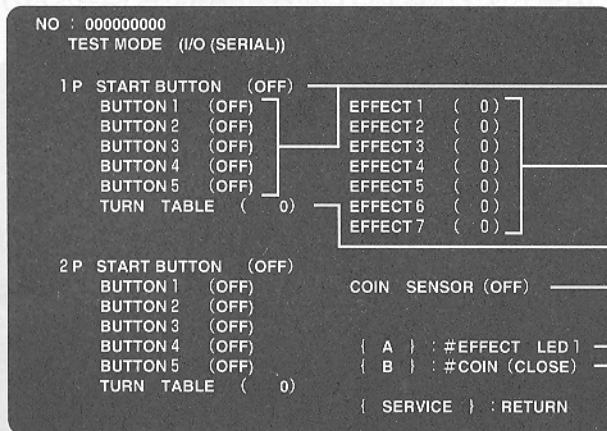 NO : 000000000
TEST MODE (I/O (SERIAL))
1P START BUTTON (OFF)
BUTTON 1 (OFF)
BUTTON 2 (OFF)
BUTTON 3 (OFF)
BUTTON 4 (OFF)
BUTTON 5 (OFF)
TURN TABLE ( 0)
EFFECT 1 ( 0)
EFFECT 2 ( 0)
EFFECT 3 ( 0)
EFFECT 4 ( 0)
EFFECT 5 ( 0)
EFFECT 6 ( 0)
EFFECT 7 ( 0)
2P START BUTTON (OFF)
BUTTON 1 (OFF)
BUTTON 2 (OFF)
BUTTON 3 (OFF)
BUTTON 4 (OFF)
BUTTON 5 (OFF)
TURN TABLE ( 0)
COIN SENSOR (OFF)
{ A } : #EFFECT LED 1
{ B } : #COIN (CLOSE)
{ SERVICE } : RETURN